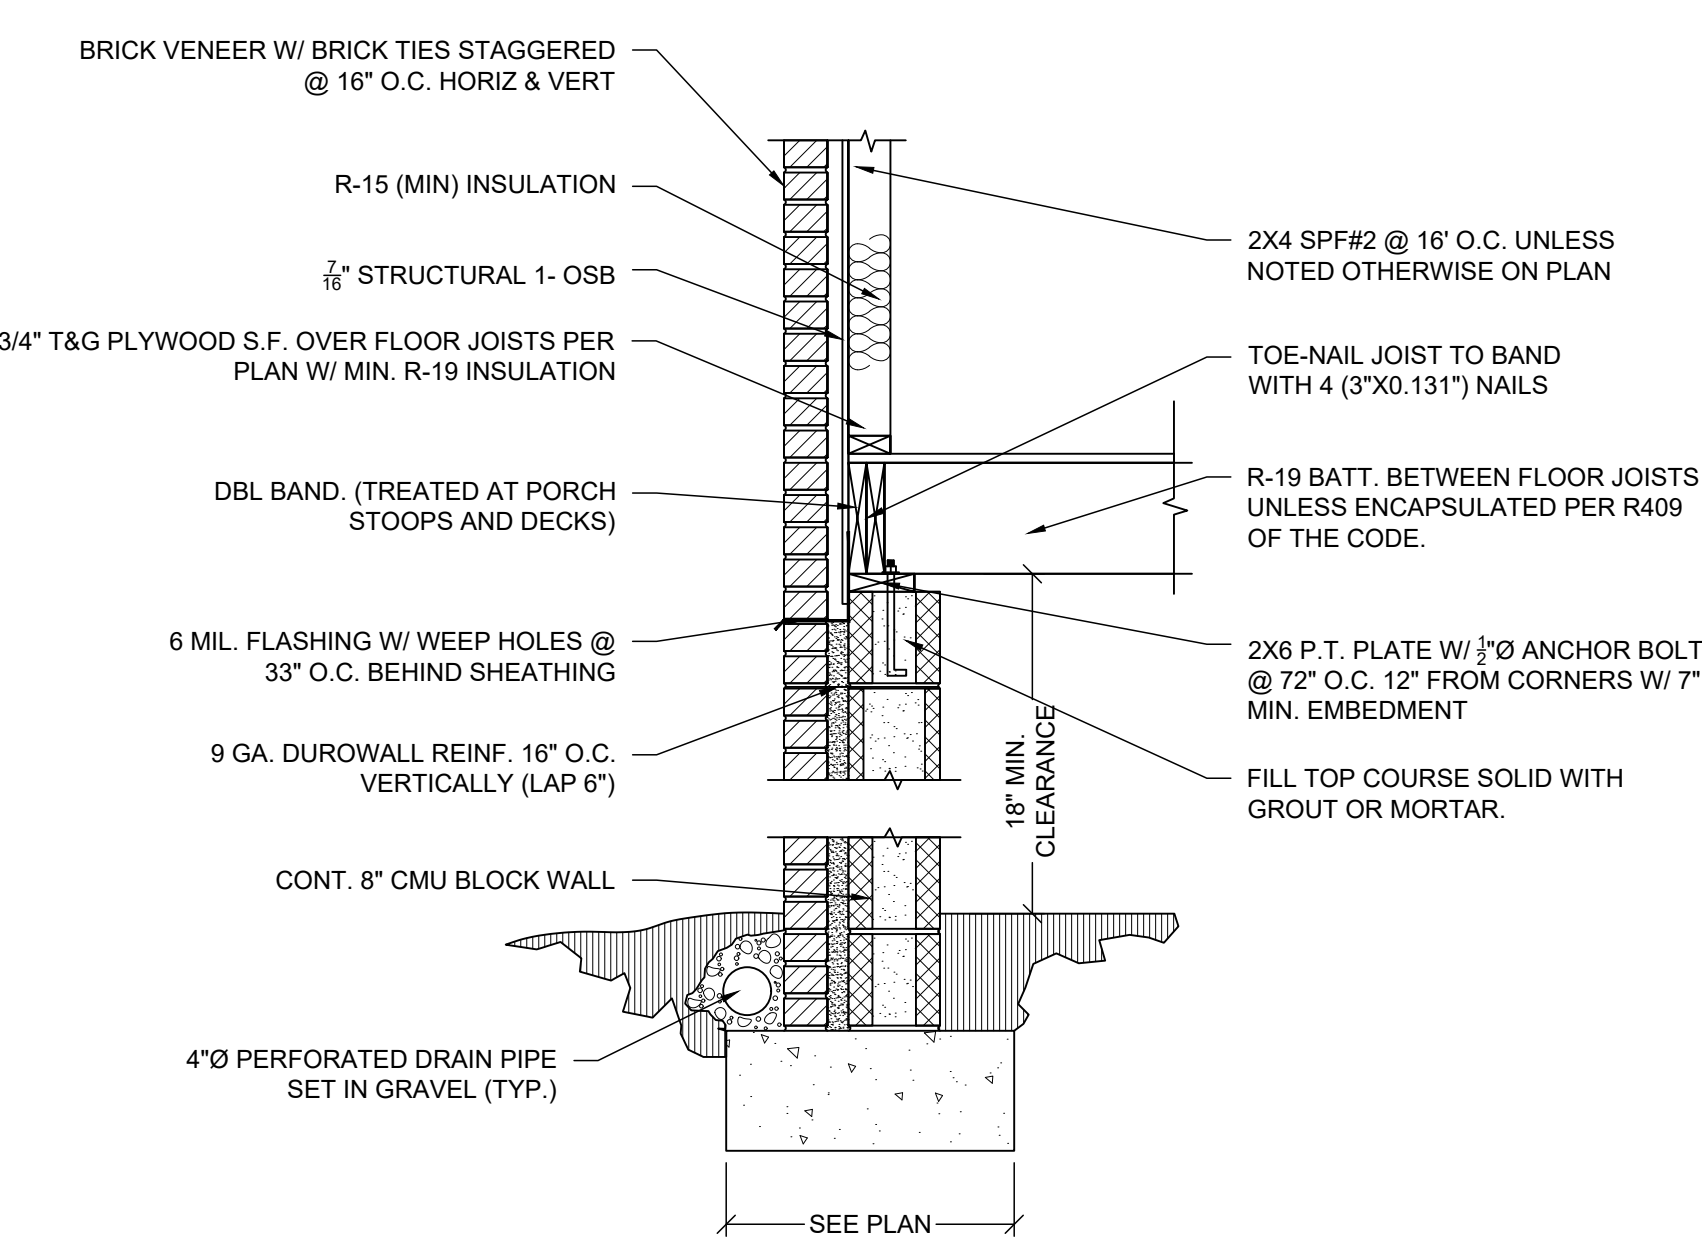 BRICK VENEER W/ BRICK TIES STAGGERED
@ 16" O.C. HORIZ & VERT
R-15 (MIN) INSULATION
7/16" STRUCTURAL 1- OSB
3/4" T&G PLYWOOD S.F. OVER FLOOR JOISTS PER
PLAN W/ MIN. R-19 INSULATION
DBL BAND. (TREATED AT PORCH
STOOPS AND DECKS)
6 MIL. FLASHING W/ WEEP HOLES @
33" O.C. BEHIND SHEATHING
9 GA. DUROWALL REINF. 16" O.C.
VERTICALLY (LAP 6")
CONT. 8" CMU BLOCK WALL
4"Ø PERFORATED DRAIN PIPE
SET IN GRAVEL (TYP.)
2X4 SPF#2 @ 16' O.C. UNLESS
NOTED OTHERWISE ON PLAN
TOE-NAIL JOIST TO BAND
WITH 4 (3"X0.131") NAILS
R-19 BATT. BETWEEN FLOOR JOISTS
UNLESS ENCAPSULATED PER R409
OF THE CODE.
2X6 P.T. PLATE W/ 1/2"Ø ANCHOR BOLT
@ 72" O.C. 12" FROM CORNERS W/ 7"
MIN. EMBEDMENT
FILL TOP COURSE SOLID WITH
GROUT OR MORTAR.
18" MIN.
CLEARANCE
SEE PLAN